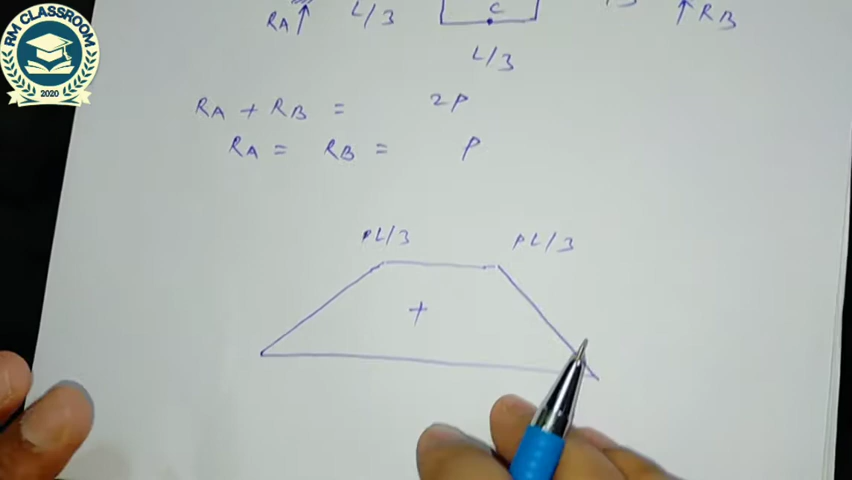 RM CLASSROOM
2020
RA L/3 C RB
L/3
RA + RB = 2P
RA = RB = P
PL/3 PL/3
+